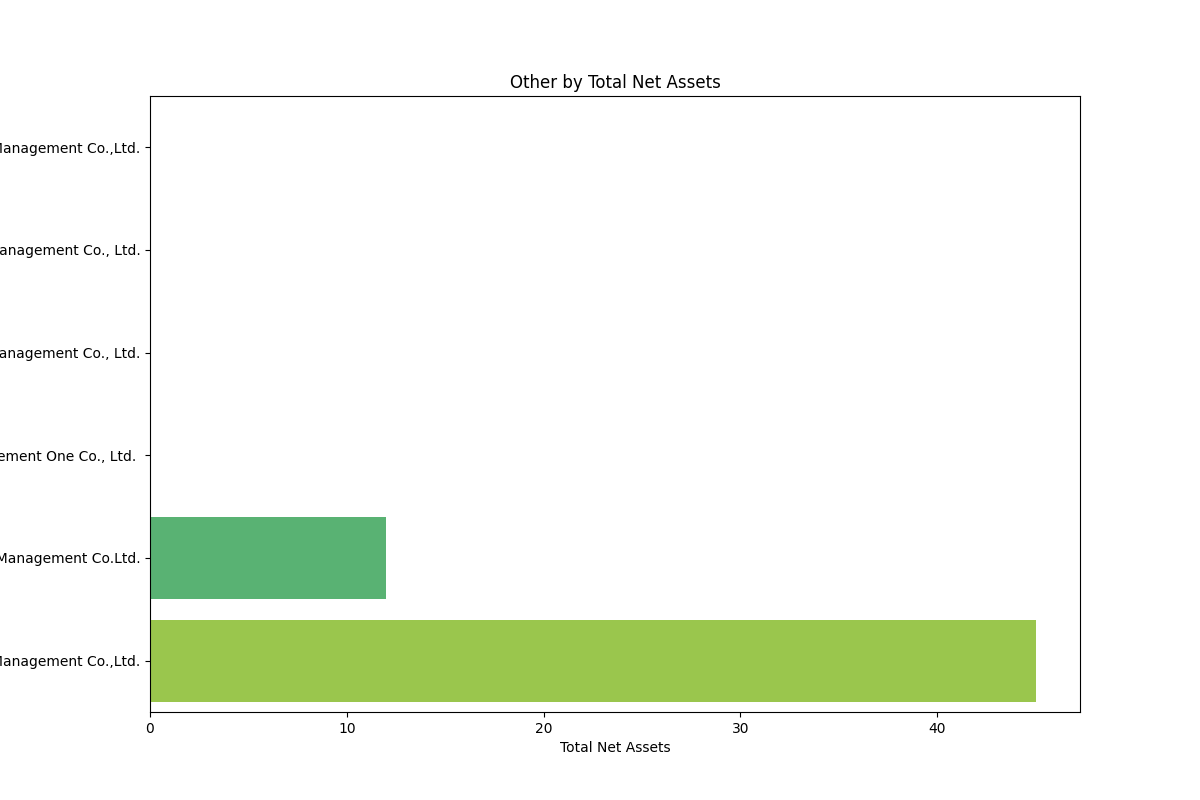 Other by Total Net Assets
Management Co.,Ltd.
anagement Co., Ltd.
anagement Co., Ltd.
ement One Co., Ltd.
Management Co.Ltd.
Management Co.,Ltd.
0 10 20 30 40
Total Net Assets